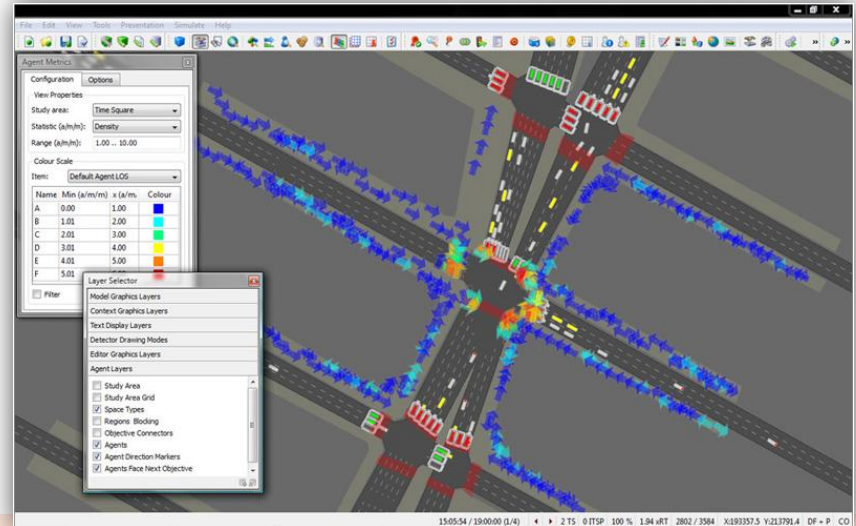 File Edit View Tools Presentation Simulate Help
Agent Metrics
Configuration Options
View Properties
Study area: Time Square
Statistic (a/m/m): Density
Range (a/m/m): 1.00 .. 10.00
Colour Scale
Item: Default Agent LOS
Name Min (a/m/m) x (a/m, Colour
A 0.00 1.00
B 1.01 2.00
C 2.01 3.00
D 3.01 4.00
E 4.01 5.00
F 5.01
Filter
Layer Selector
Model Graphics Layers
Context Graphics Layers
Text Display Layers
Detector Drawing Modes
Editor Graphics Layers
Agent Layers
Study Area
Study Area Grid
Space Types
Regions Blocking
Objective Connectors
Agents
Agent Direction Markers
Agents Face Next Objective
15:05:54 / 19:00:00 (1/4) 2 TS 0 ITSP 100 % 1.94 xRT 2802 / 3584 X:193357.5 Y:213791.4 DF + P CO